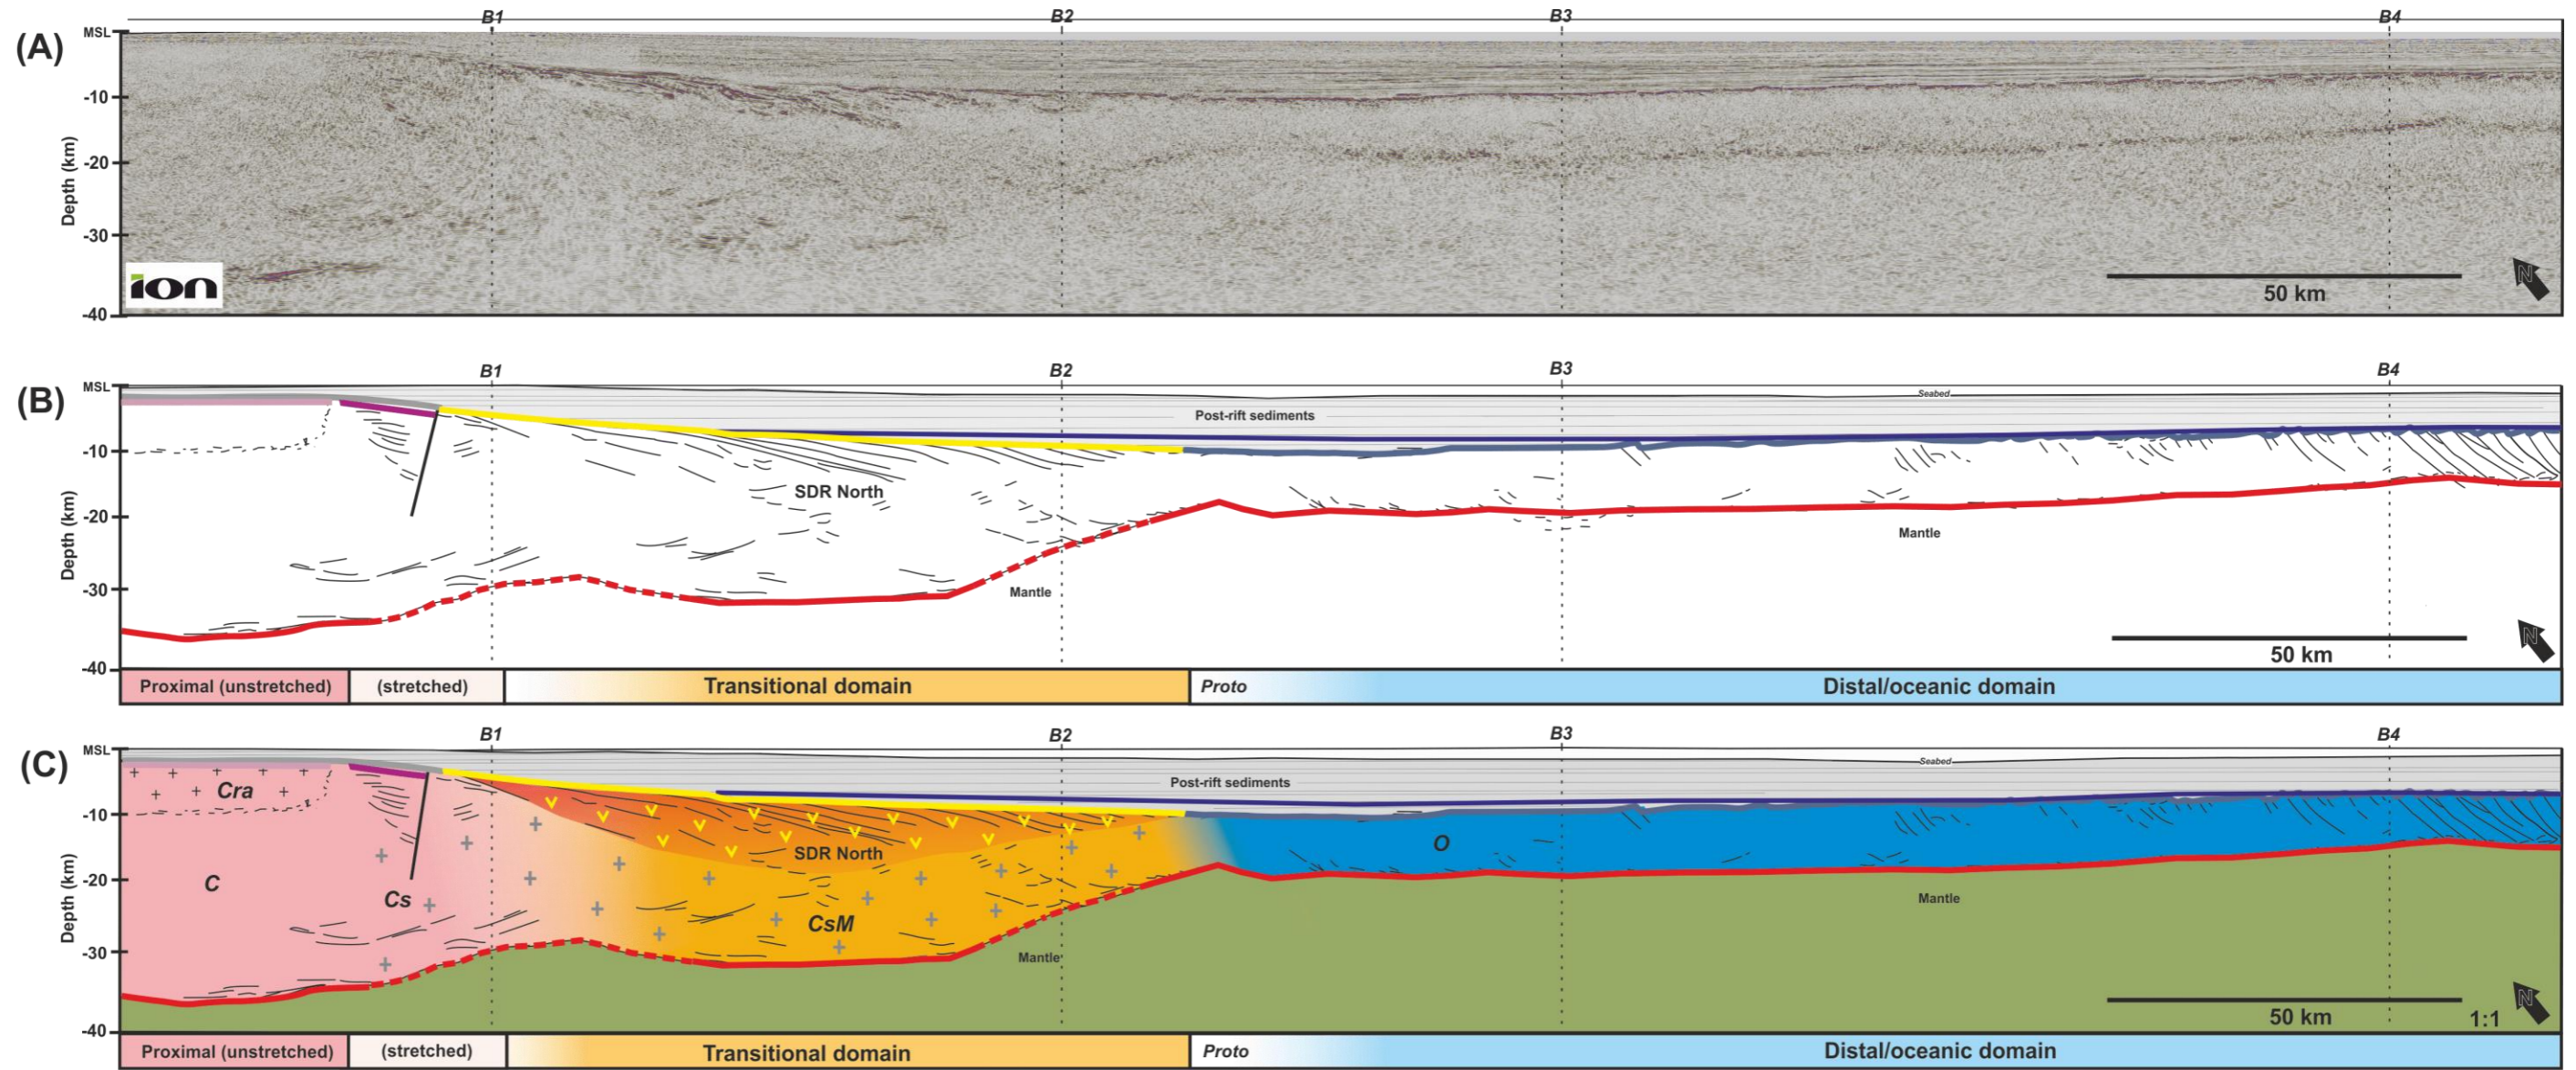 B1 B2 B3 B4
(A)
MSL
-10
-20
-30
-40
Depth (km)
ion
50 km
N
B1 B2 B3 B4
(B)
MSL
-10
-20
-30
-40
Depth (km)
Seabed
Post-rift sediments
SDR North
Mantle
Mantle
50 km
N
Proximal (unstretched) (stretched) Transitional domain Proto Distal/oceanic domain
B1 B2 B3 B4
(C)
MSL
-10
-20
-30
-40
Depth (km)
Seabed
Post-rift sediments
Cra
O
SDR North
C
Cs
CsM
Mantle
Mantle
50 km
1:1
N
Proximal (unstretched) (stretched) Transitional domain Proto Distal/oceanic domain